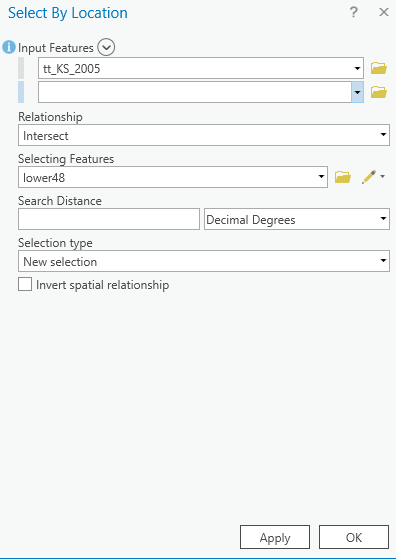 Select By Location
Input Features
tt_KS_2005
Relationship
Intersect
Selecting Features
lower48
Search Distance
Decimal Degrees
Selection type
New selection
Invert spatial relationship
Apply OK